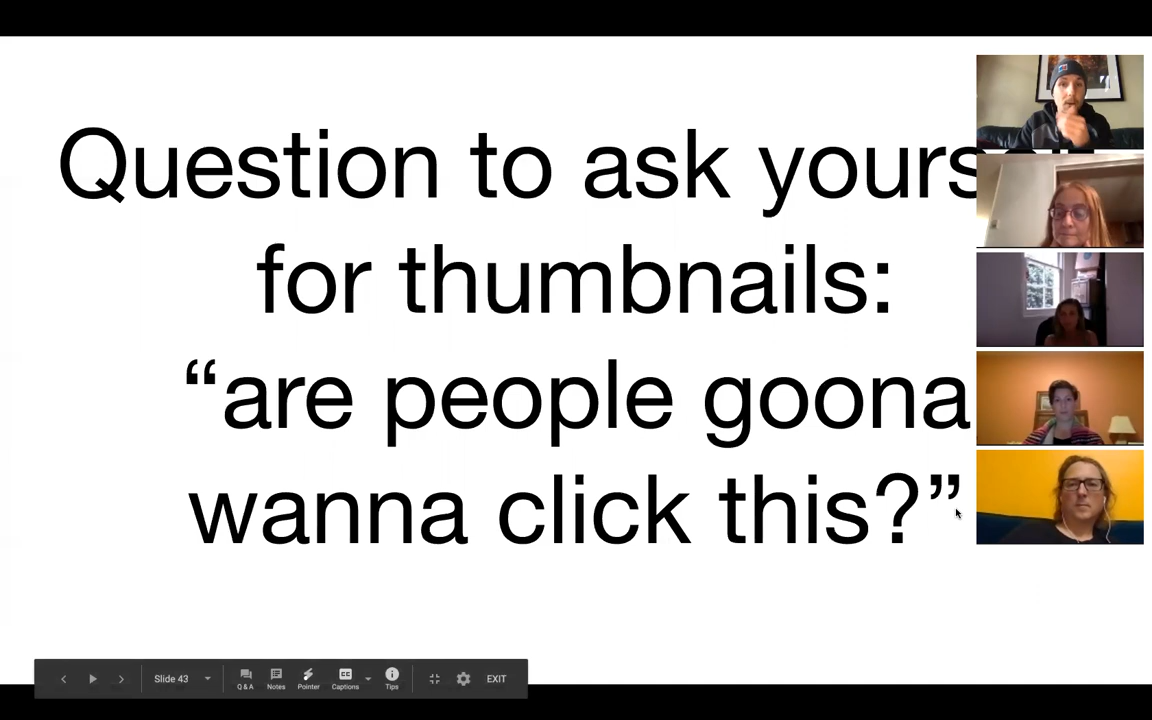 Question to ask yours
for thumbnails:
“are people goona
wanna click this?”
Slide 43
Q & A
Notes
Pointer
CC
Captions
Tips
EXIT